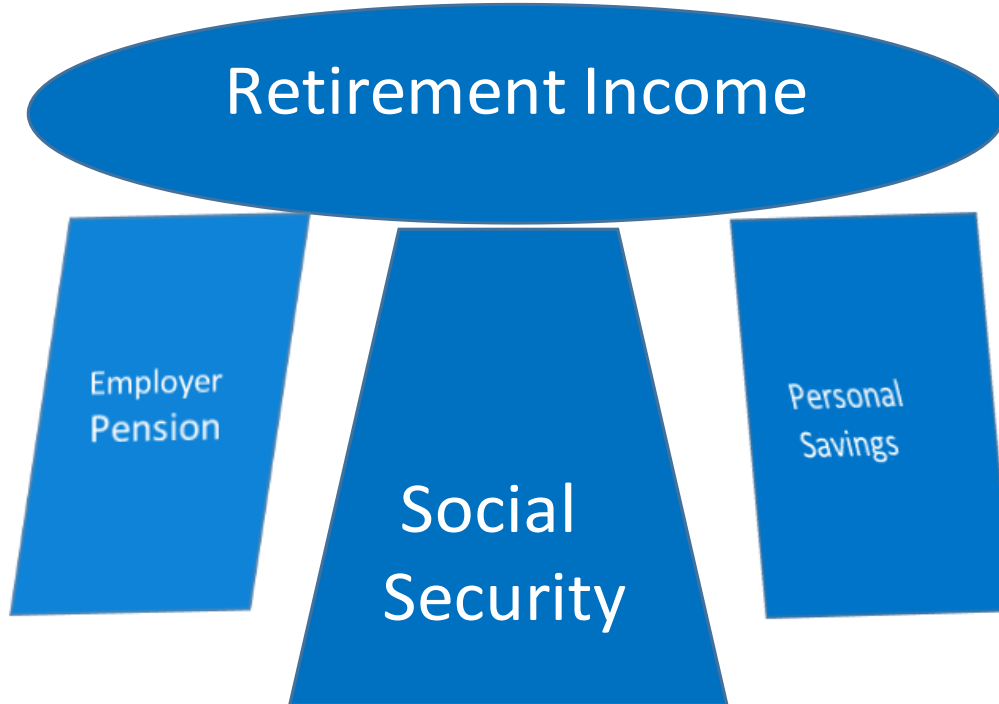 Retirement Income
Employer
Pension
Social
Security
Personal
Savings